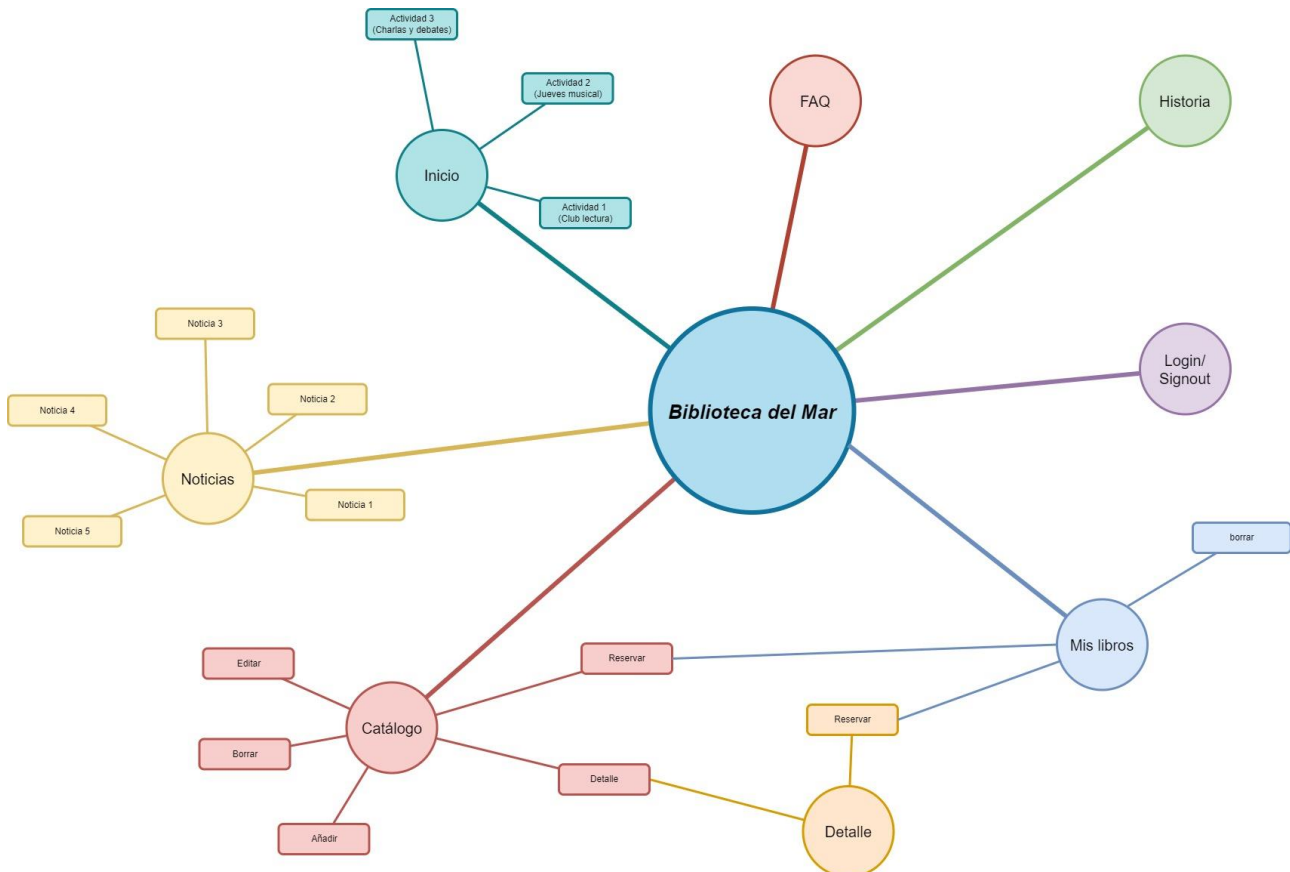 Actividad 3
(Charlas y debates)
Actividad 2
(Jueves musical)
FAQ
Historia
Inicio
Actividad 1
(Club lectura)
Noticia 3
Login/
Signout
Noticia 2
Noticia 4
Biblioteca del Mar
Noticias
Noticia 1
Noticia 5
borrar
Editar
Reservar
Mis libros
Catálogo
Reservar
Borrar
Detalle
Añadir
Detalle